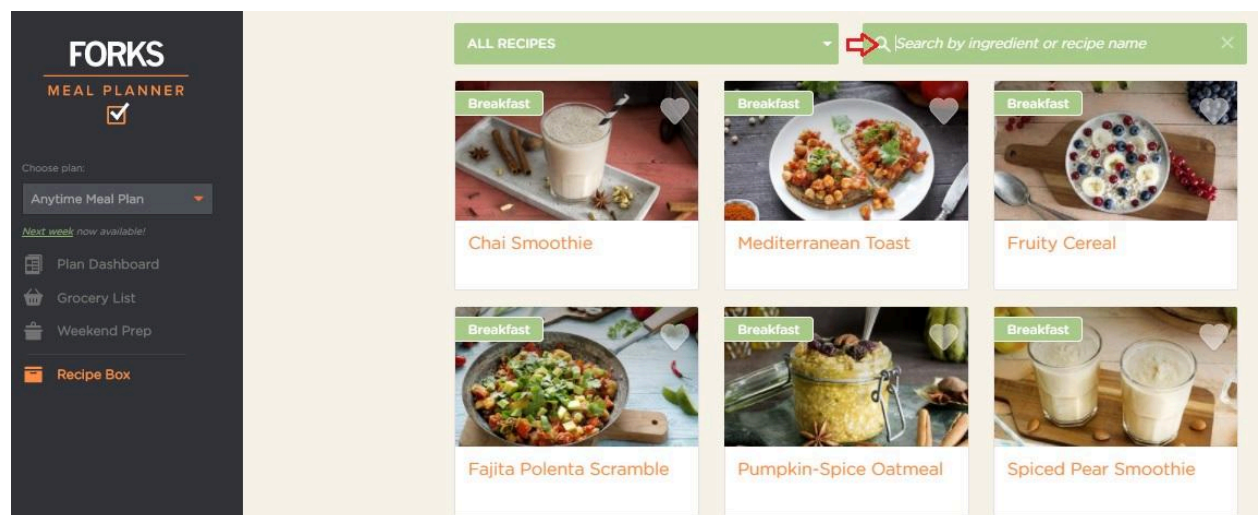 FORKS
MEAL PLANNER
Choose plan:
Anytime Meal Plan
Next week now available!
Plan Dashboard
Grocery List
Weekend Prep
Recipe Box
ALL RECIPES
Search by ingredient or recipe name
Breakfast
Chai Smoothie
Breakfast
Mediterranean Toast
Breakfast
Fruity Cereal
Breakfast
Fajita Polenta Scramble
Breakfast
Pumpkin-Spice Oatmeal
Breakfast
Spiced Pear Smoothie